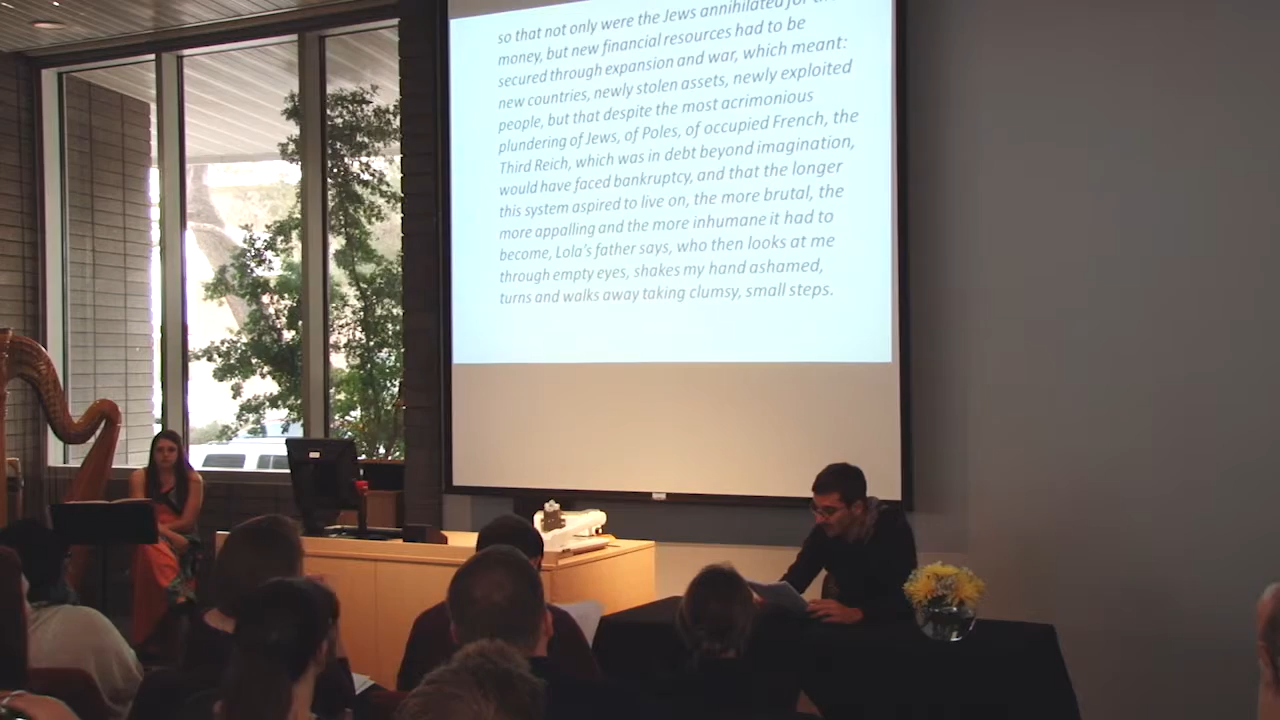 so that not only were the Jews annihilated for
money, but new financial resources had to be
secured through expansion and war, which meant:
new countries, newly stolen assets, newly exploited
people, but that despite the most acrimonious
plundering of Jews, of Poles, of occupied French, the
Third Reich, which was in debt beyond imagination,
would have faced bankruptcy, and that the longer
this system aspired to live on, the more brutal, the
more appalling and the more inhumane it had to
become, Lola's father says, who then looks at me
through empty eyes, shakes my hand ashamed,
turns and walks away taking clumsy, small steps.